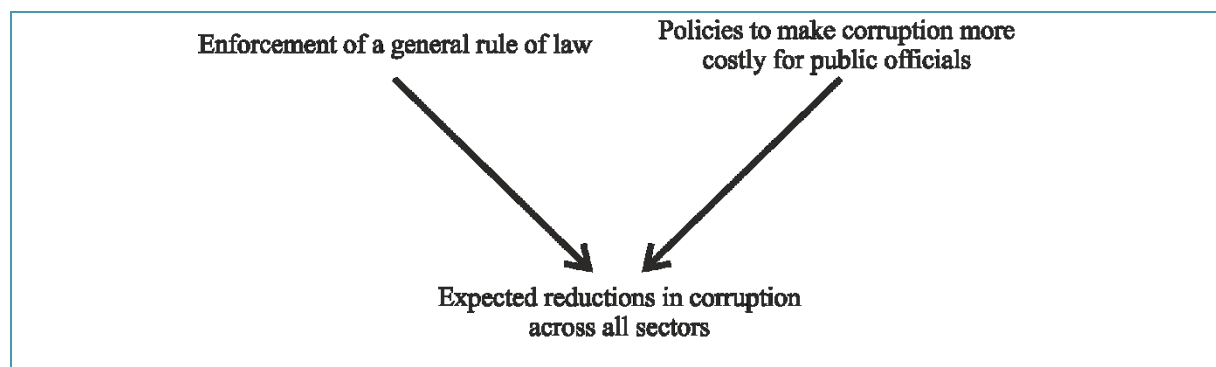 Enforcement of a general rule of law
Policies to make corruption more
costly for public officials
Expected reductions in corruption
across all sectors